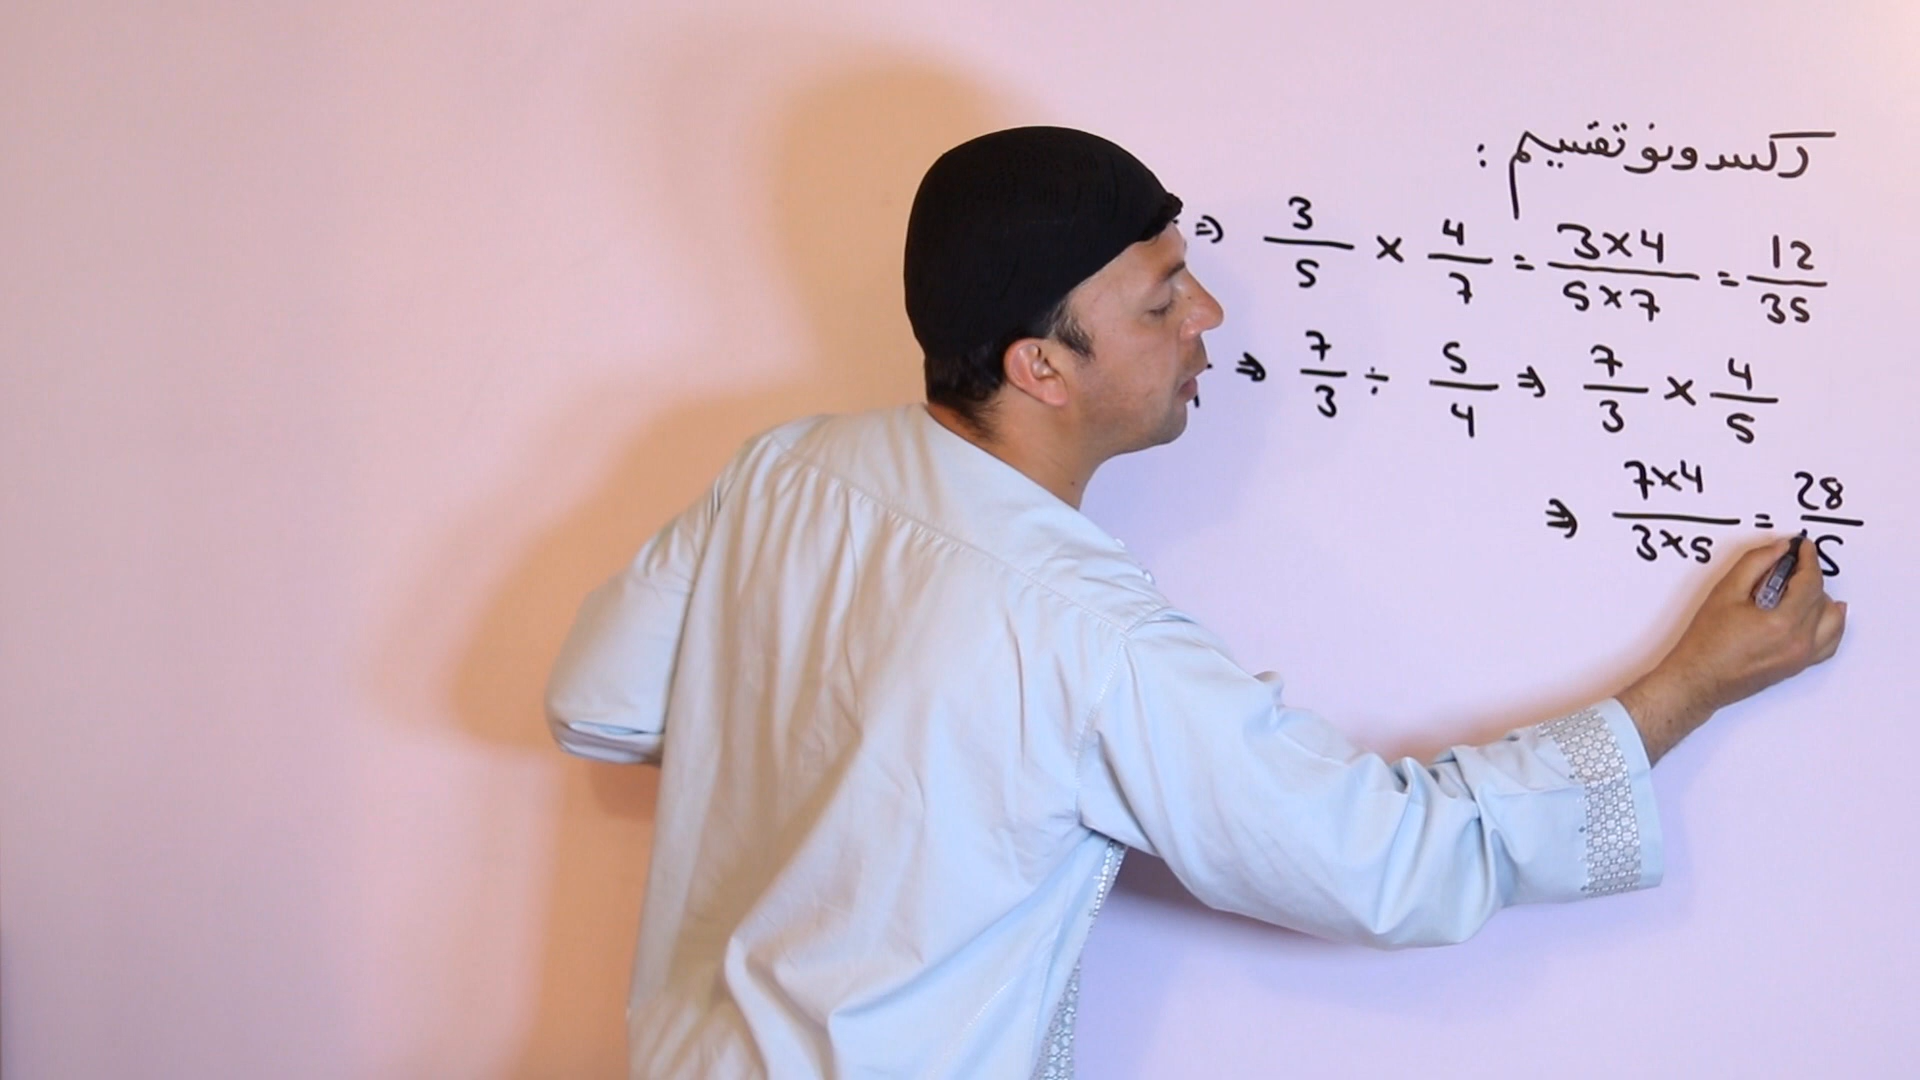 دکسرونو تقسیم :
⇒ 3/5 × 4/7 = 3×4/5×7 = 12/35
⇒ 7/3 ÷ 5/4 ⇒ 7/3 × 4/5
⇒ 7×4/3×5 = 28/15